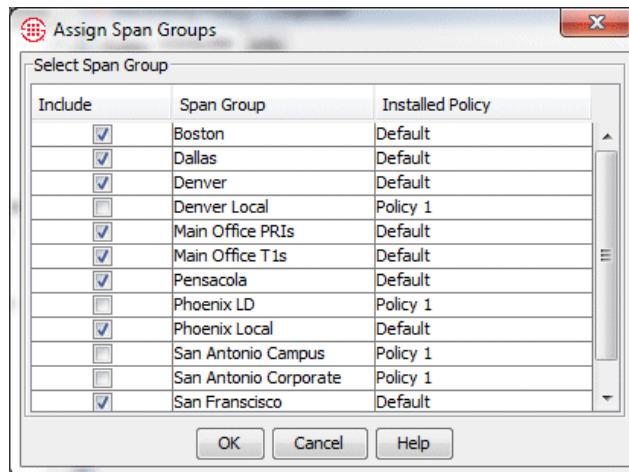 Assign Span Groups
Select Span Group
Include Span Group Installed Policy
Boston Default
Dallas Default
Denver Default
Denver Local Policy 1
Main Office PRIs Default
Main Office T1s Default
Pensacola Default
Phoenix LD Policy 1
Phoenix Local Default
San Antonio Campus Policy 1
San Antonio Corporate Policy 1
San Franscisco Default
OK Cancel Help